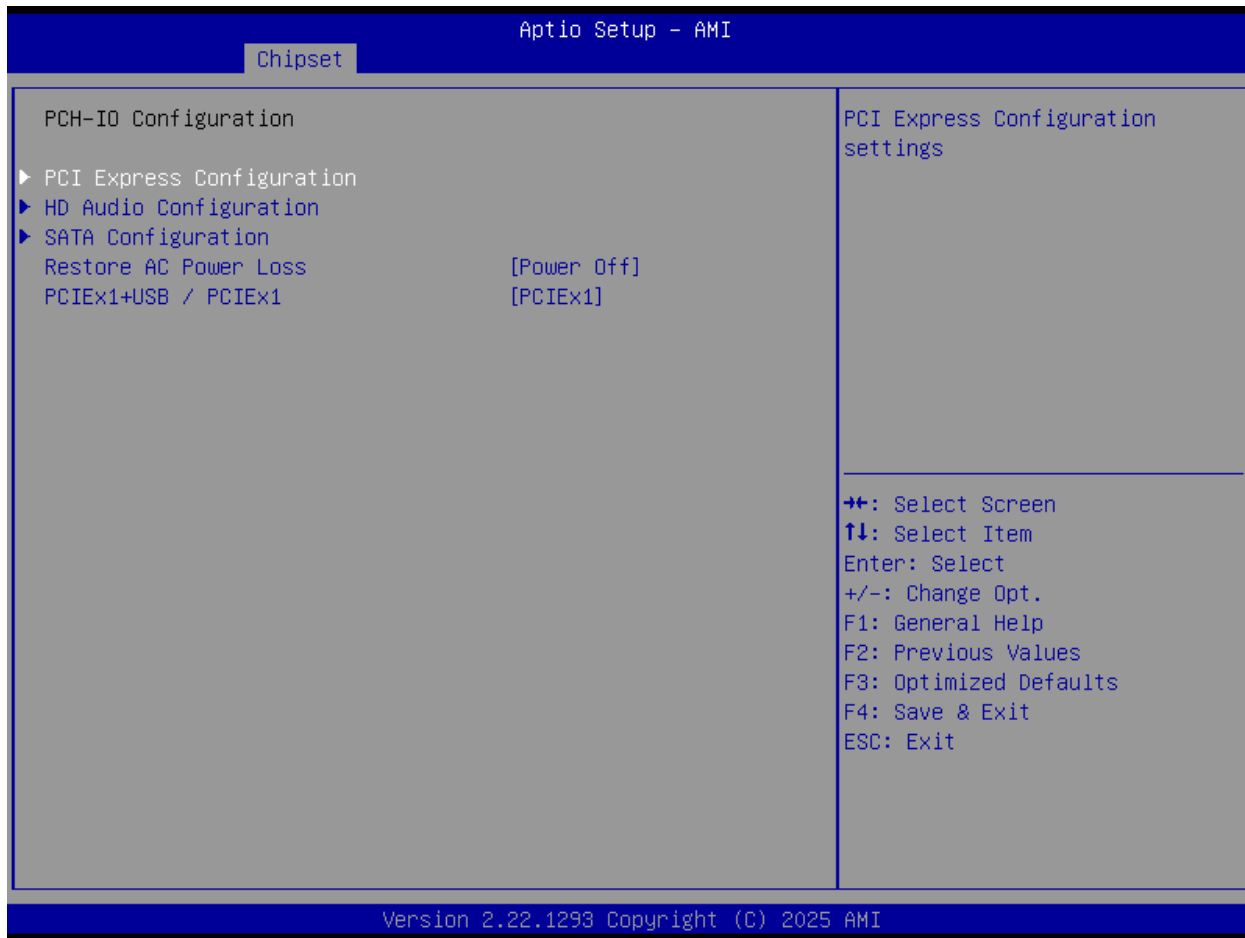 Aptio Setup – AMI
Chipset
PCH-IO Configuration
▶ PCI Express Configuration
▶ HD Audio Configuration
▶ SATA Configuration
Restore AC Power Loss [Power Off]
PCIEx1+USB / PCIEx1 [PCIEx1]
PCI Express Configuration
settings
→←: Select Screen
↑↓: Select Item
Enter: Select
+/-: Change Opt.
F1: General Help
F2: Previous Values
F3: Optimized Defaults
F4: Save & Exit
ESC: Exit
Version 2.22.1293 Copyright (C) 2025 AMI